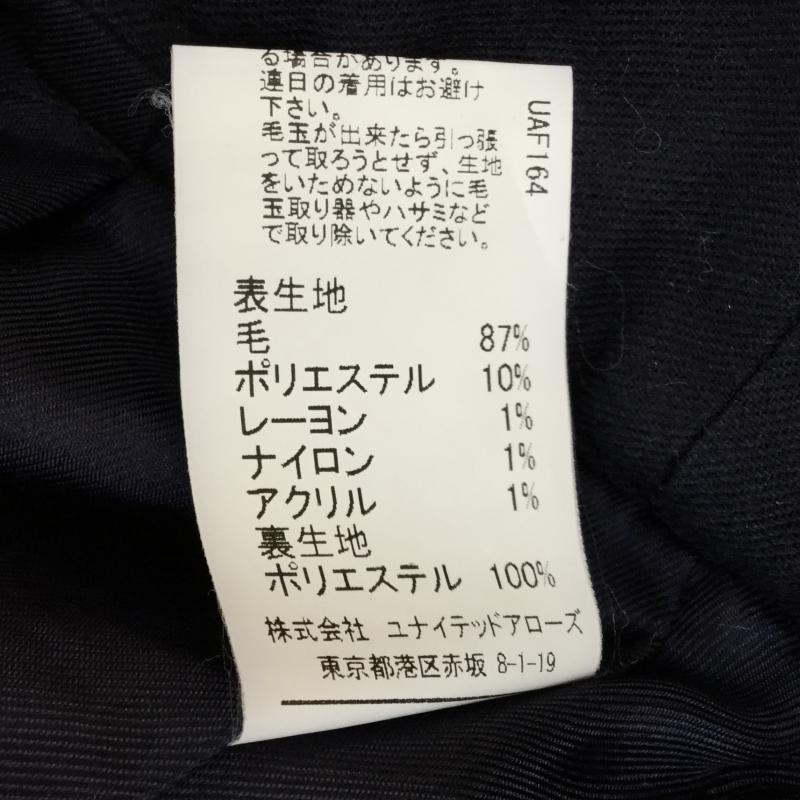 る場合があります。
連日の着用はお避け
下さい。
毛玉が出来たら引っ張
って取ろうとせず、生地
をいためないように毛
玉取り器やハサミなど
で取り除いてください。
UAF164
表生地
毛 87%
ポリエステル 10%
レーヨン 1%
ナイロン 1%
アクリル 1%
裏生地
ポリエステル 100%
株式会社 ユナイテッドアローズ
東京都港区赤坂 8-1-19